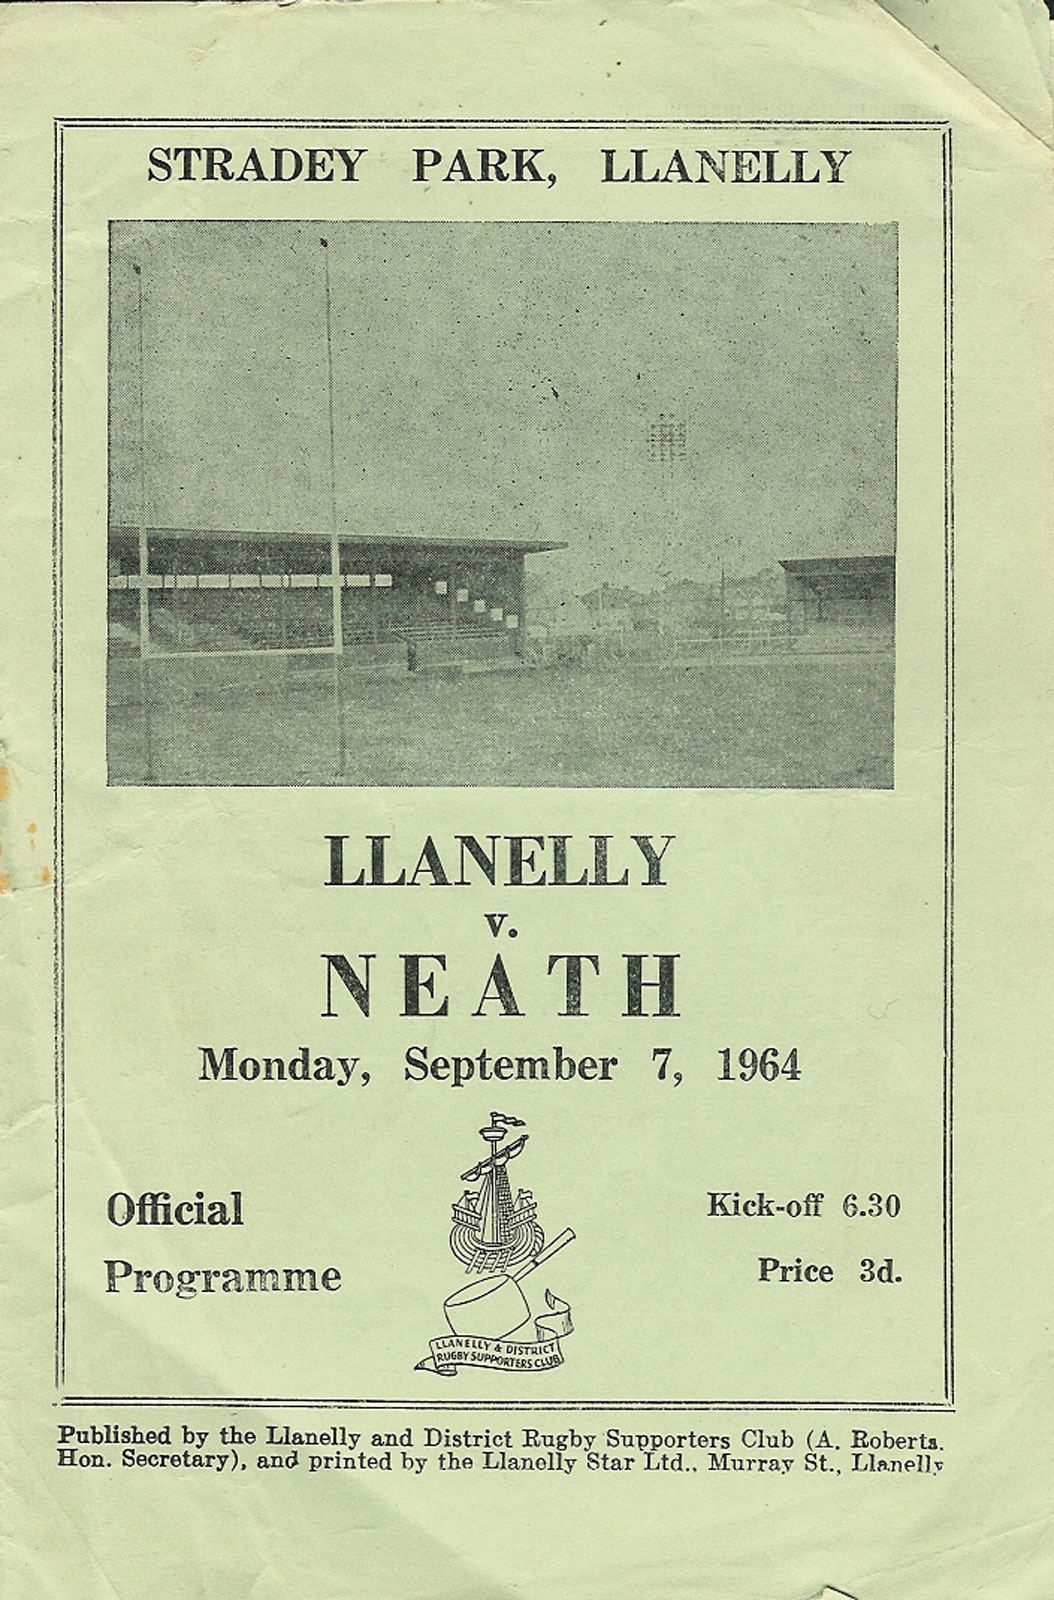 STRADEY PARK, LLANELLY
LLANELLY
v.
NEATH
Monday, September 7, 1964
Official
Programme
Kick-off 6.30
Price 3d.
LLANELLY & DISTRICT
RUGBY SUPPORTERS CLUB
Published by the Llanelly and District Rugby Supporters Club (A. Roberts.
Hon. Secretary), and printed by the Llanelly Star Ltd., Murray St., Llanelly